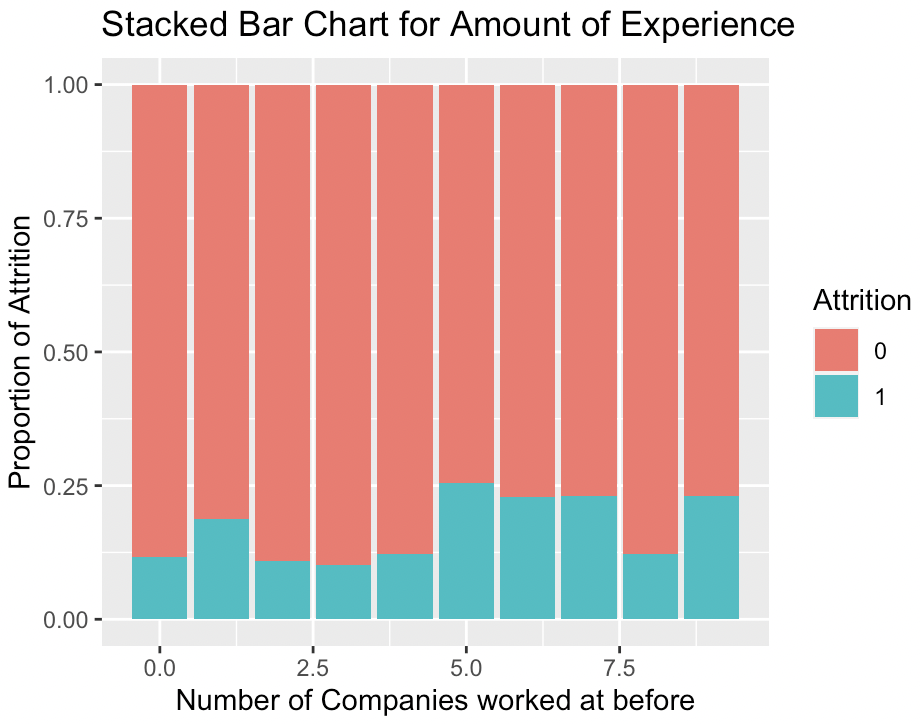 Stacked Bar Chart for Amount of Experience
1.00
0.75
0.50
0.25
0.00
Proportion of Attrition
0.0 2.5 5.0 7.5
Number of Companies worked at before
Attrition
0
1